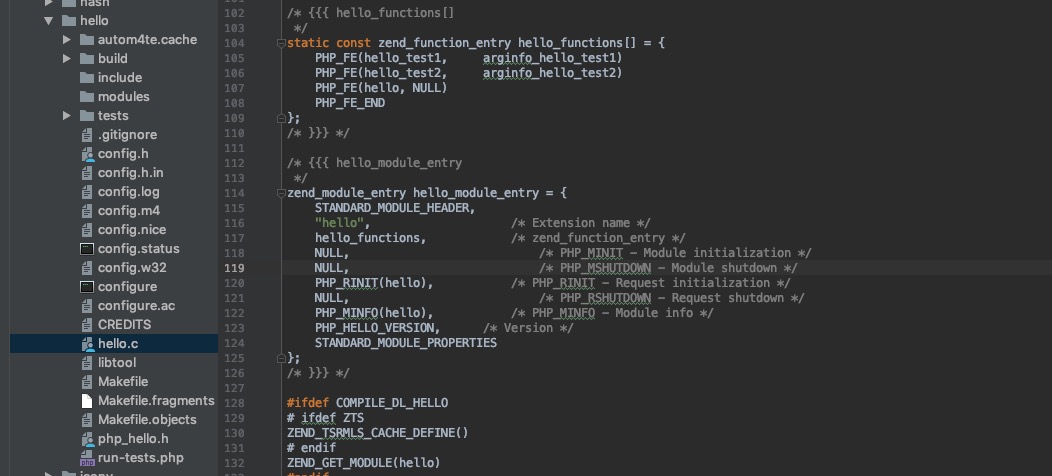 hash
hello
autom4te.cache
build
include
modules
tests
.gitignore
config.h
config.h.in
config.log
config.m4
config.nice
config.status
config.w32
configure
configure.ac
CREDITS
hello.c
libtool
Makefile
Makefile.fragments
Makefile.objects
php_hello.h
run-tests.php
102 /* {{{ hello_functions[]
103 */
104 static const zend_function_entry hello_functions[] = {
105 PHP_FE(hello_test1, arginfo_hello_test1)
106 PHP_FE(hello_test2, arginfo_hello_test2)
107 PHP_FE(hello, NULL)
108 PHP_FE_END
109 };
110 /* }}} */
111
112 /* {{{ hello_module_entry
113 */
114 zend_module_entry hello_module_entry = {
115 STANDARD_MODULE_HEADER,
116 "hello", /* Extension name */
117 hello_functions, /* zend_function_entry */
118 NULL, /* PHP_MINIT - Module initialization */
119 NULL, /* PHP_MSHUTDOWN - Module shutdown */
120 PHP_RINIT(hello), /* PHP_RINIT - Request initialization */
121 NULL, /* PHP_RSHUTDOWN - Request shutdown */
122 PHP_MINFO(hello), /* PHP_MINFO - Module info */
123 PHP_HELLO_VERSION, /* Version */
124 STANDARD_MODULE_PROPERTIES
125 };
126 /* }}} */
127
128 #ifdef COMPILE_DL_HELLO
129 # ifdef ZTS
130 ZEND_TSRMLS_CACHE_DEFINE()
131 # endif
132 ZEND_GET_MODULE(hello)